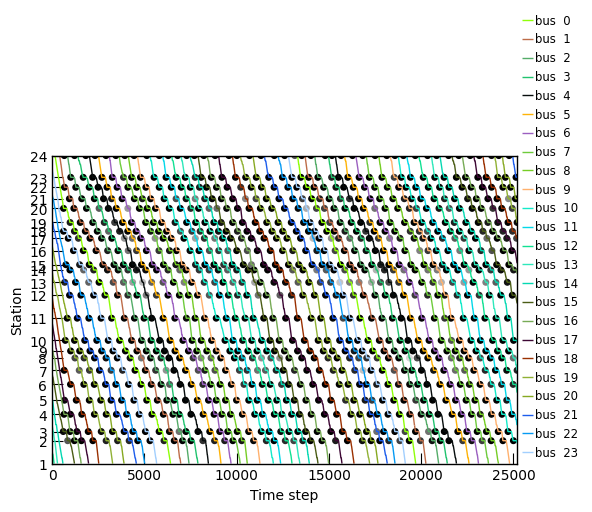 bus 0
bus 1
bus 2
bus 3
bus 4
bus 5
bus 6
bus 7
bus 8
bus 9
bus 10
bus 11
bus 12
bus 13
bus 14
bus 15
bus 16
bus 17
bus 18
bus 19
bus 20
bus 21
bus 22
bus 23
24
23
22
21
20
19
18
17
16
15
14
13
12
11
10
9
8
7
6
5
4
3
2
1
Station
0 5000 10000 15000 20000 25000
Time step